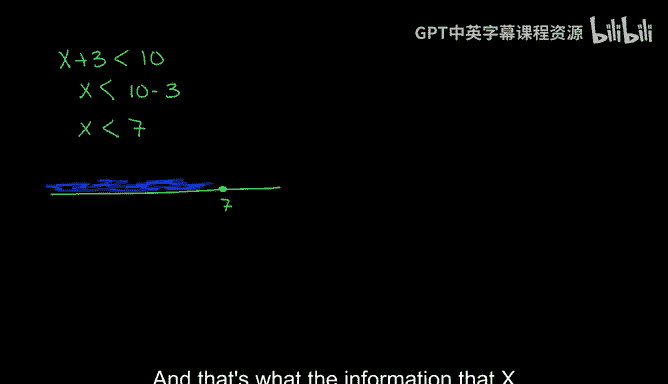 GPT中英字幕课程资源 bilibili
x+3 < 10
x < 10-3
x < 7
7
And that's what the information that X